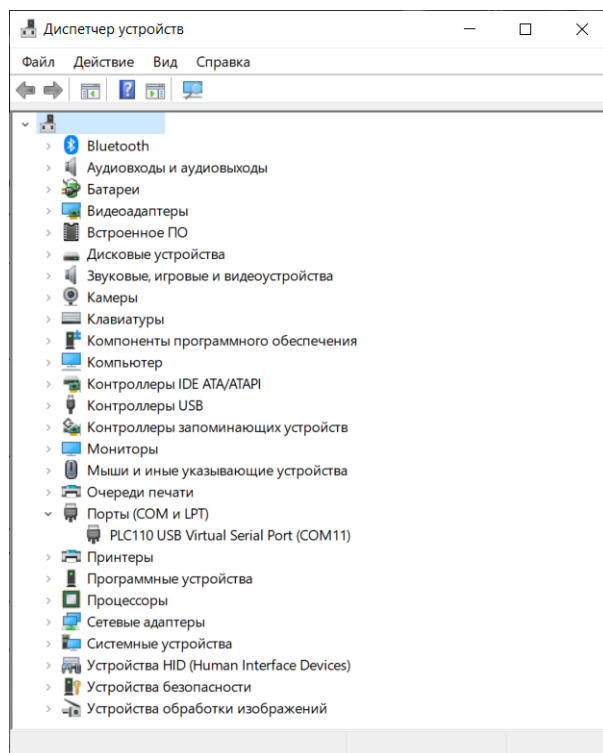 Диспетчер устройств
Файл Действие Вид Справка
Bluetooth
Аудиовходы и аудиовыходы
Батареи
Видеоадаптеры
Встроенное ПО
Дисковые устройства
Звуковые, игровые и видеоустройства
Камеры
Клавиатуры
Компоненты программного обеспечения
Компьютер
Контроллеры IDE ATA/ATAPI
Контроллеры USB
Контроллеры запоминающих устройств
Мониторы
Мыши и иные указывающие устройства
Очереди печати
Порты (COM и LPT)
PLC110 USB Virtual Serial Port (COM11)
Принтеры
Программные устройства
Процессоры
Сетевые адаптеры
Системные устройства
Устройства HID (Human Interface Devices)
Устройства безопасности
Устройства обработки изображений